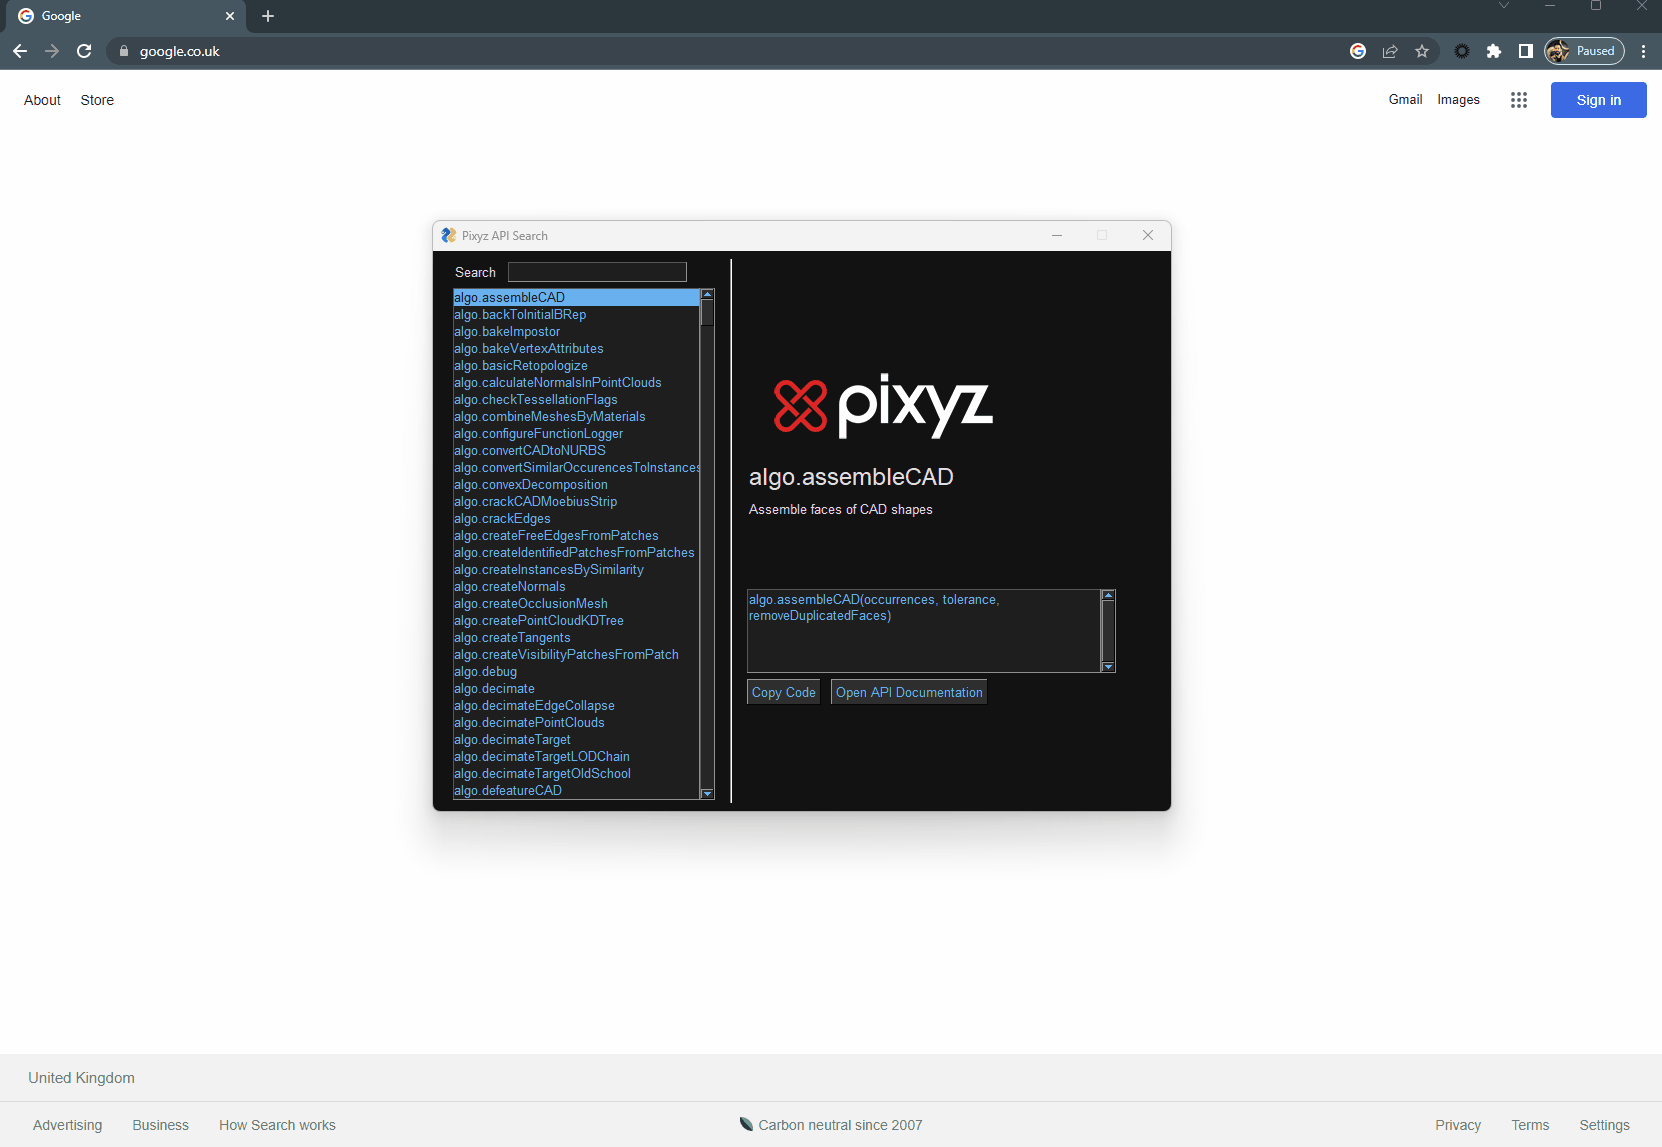 Google
google.co.uk
Paused
About Store
Gmail Images Sign in
Pixyz API Search
Search
algo.assembleCAD
algo.backToInitialBRep
algo.bakeImpostor
algo.bakeVertexAttributes
algo.basicRetopologize
algo.calculateNormalsInPointClouds
algo.checkTessellationFlags
algo.combineMeshesByMaterials
algo.configureFunctionLogger
algo.convertCADtoNURBS
algo.convertSimilarOccurencesToInstances
algo.convexDecomposition
algo.crackCADMoebiusStrip
algo.crackEdges
algo.createFreeEdgesFromPatches
algo.createIdentifiedPatchesFromPatches
algo.createInstancesBySimilarity
algo.createNormals
algo.createOcclusionMesh
algo.createPointCloudKDTree
algo.createTangents
algo.createVisibilityPatchesFromPatch
algo.debug
algo.decimate
algo.decimateEdgeCollapse
algo.decimatePointClouds
algo.decimateTarget
algo.decimateTargetLODChain
algo.decimateTargetOldSchool
algo.defeatureCAD
pixyz
algo.assembleCAD
Assemble faces of CAD shapes
algo.assembleCAD(occurrences, tolerance,
removeDuplicatedFaces)
Copy Code Open API Documentation
United Kingdom
Advertising Business How Search works
Carbon neutral since 2007
Privacy Terms Settings